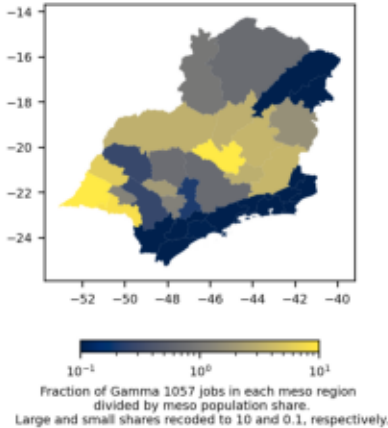 −14
−16
−18
−20
−22
−24
−52 −50 −48 −46 −44 −42 −40
10⁻¹ 10⁰ 10¹
Fraction of Gamma 1057 jobs in each meso region
divided by meso population share.
Large and small shares recoded to 10 and 0.1, respectively.